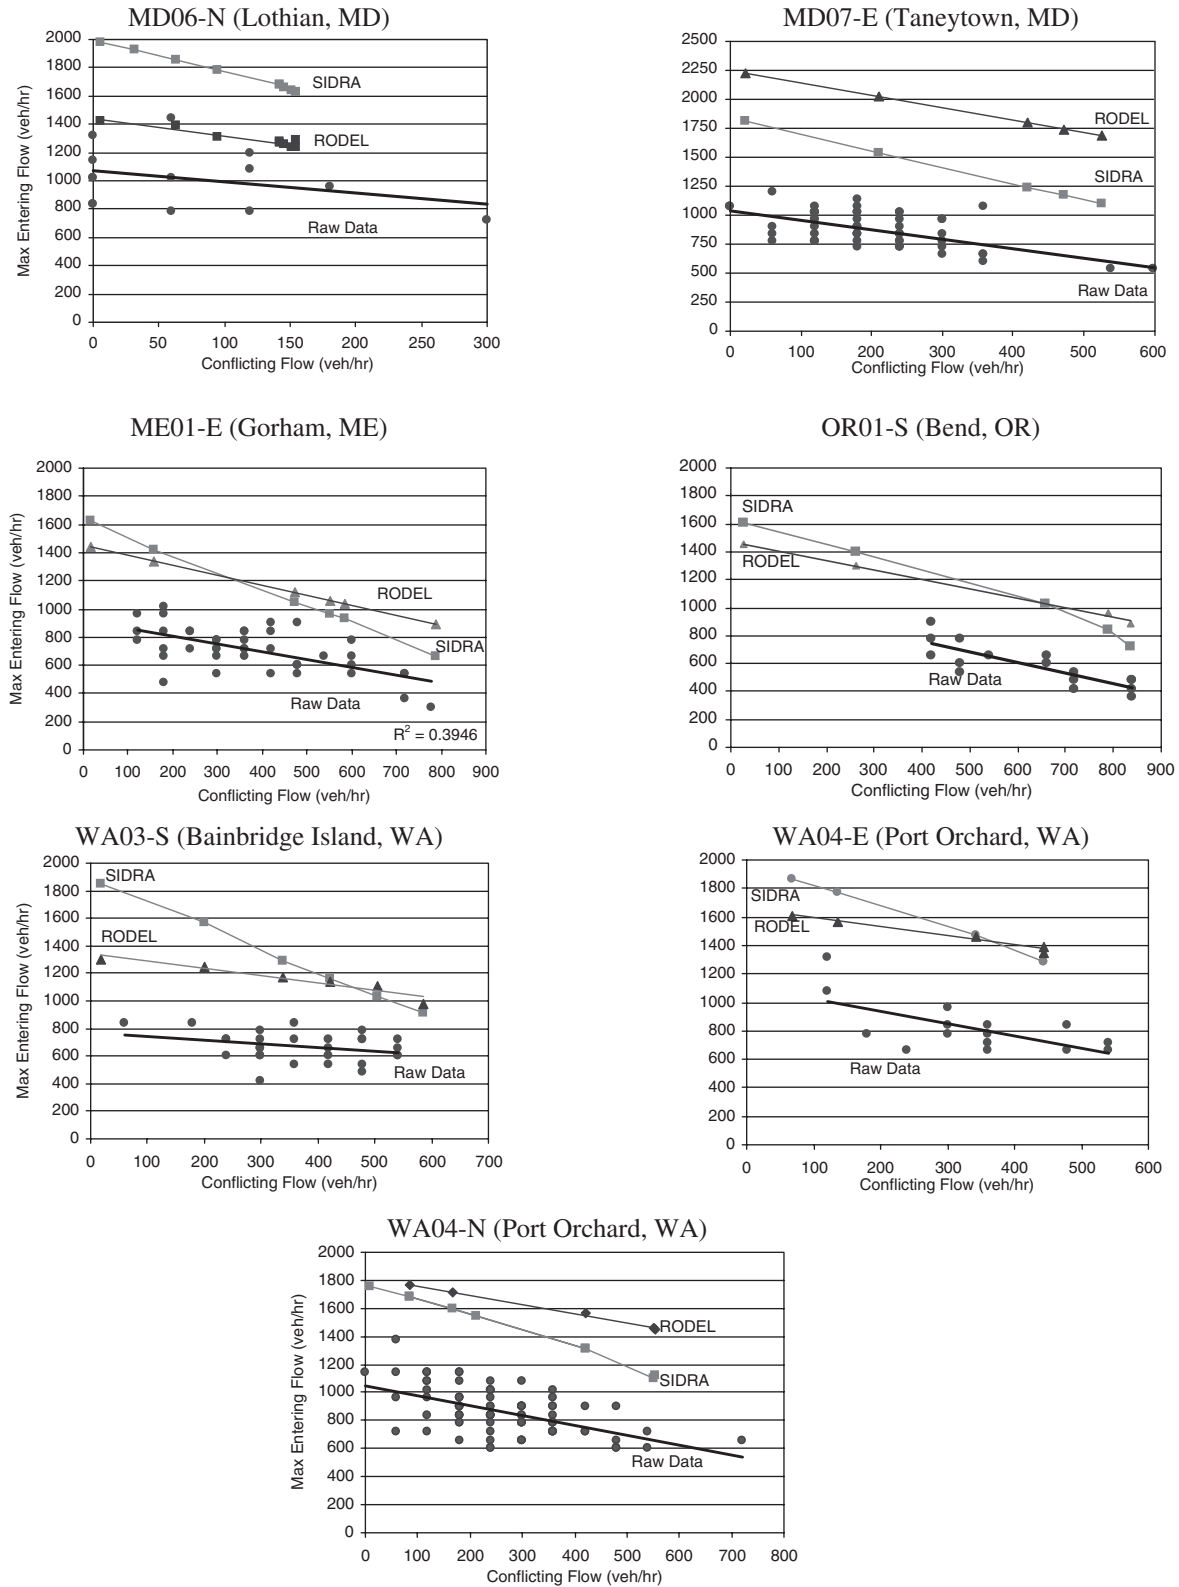 MD06-N (Lothian, MD)
Max Entering Flow (veh/hr)
2000
1800
1600
1400
1200
1000
800
600
400
200
0
SIDRA
RODEL
Raw Data
0 50 100 150 200 250 300
Conflicting Flow (veh/hr)
MD07-E (Taneytown, MD)
2500
2250
2000
1750
1500
1250
1000
750
500
250
0
RODEL
SIDRA
Raw Data
0 100 200 300 400 500 600
Conflicting Flow (veh/hr)
ME01-E (Gorham, ME)
Max Entering Flow (veh/hr)
2000
1800
1600
1400
1200
1000
800
600
400
200
0
RODEL
SIDRA
Raw Data
R² = 0.3946
0 100 200 300 400 500 600 700 800 900
Conflicting Flow (veh/hr)
OR01-S (Bend, OR)
2000
1800
1600
1400
1200
1000
800
600
400
200
0
SIDRA
RODEL
Raw Data
0 100 200 300 400 500 600 700 800 900
Conflicting Flow (veh/hr)
WA03-S (Bainbridge Island, WA)
Max Entering Flow (veh/hr)
2000
1800
1600
1400
1200
1000
800
600
400
200
0
SIDRA
RODEL
Raw Data
0 100 200 300 400 500 600 700
Conflicting Flow (veh/hr)
WA04-E (Port Orchard, WA)
2000
1800
1600
1400
1200
1000
800
600
400
200
0
SIDRA
RODEL
Raw Data
0 100 200 300 400 500 600
Conflicting Flow (veh/hr)
WA04-N (Port Orchard, WA)
Max Entering Flow (veh/hr)
2000
1800
1600
1400
1200
1000
800
600
400
200
0
RODEL
SIDRA
Raw Data
0 100 200 300 400 500 600 700 800
Conflicting Flow (veh/hr)